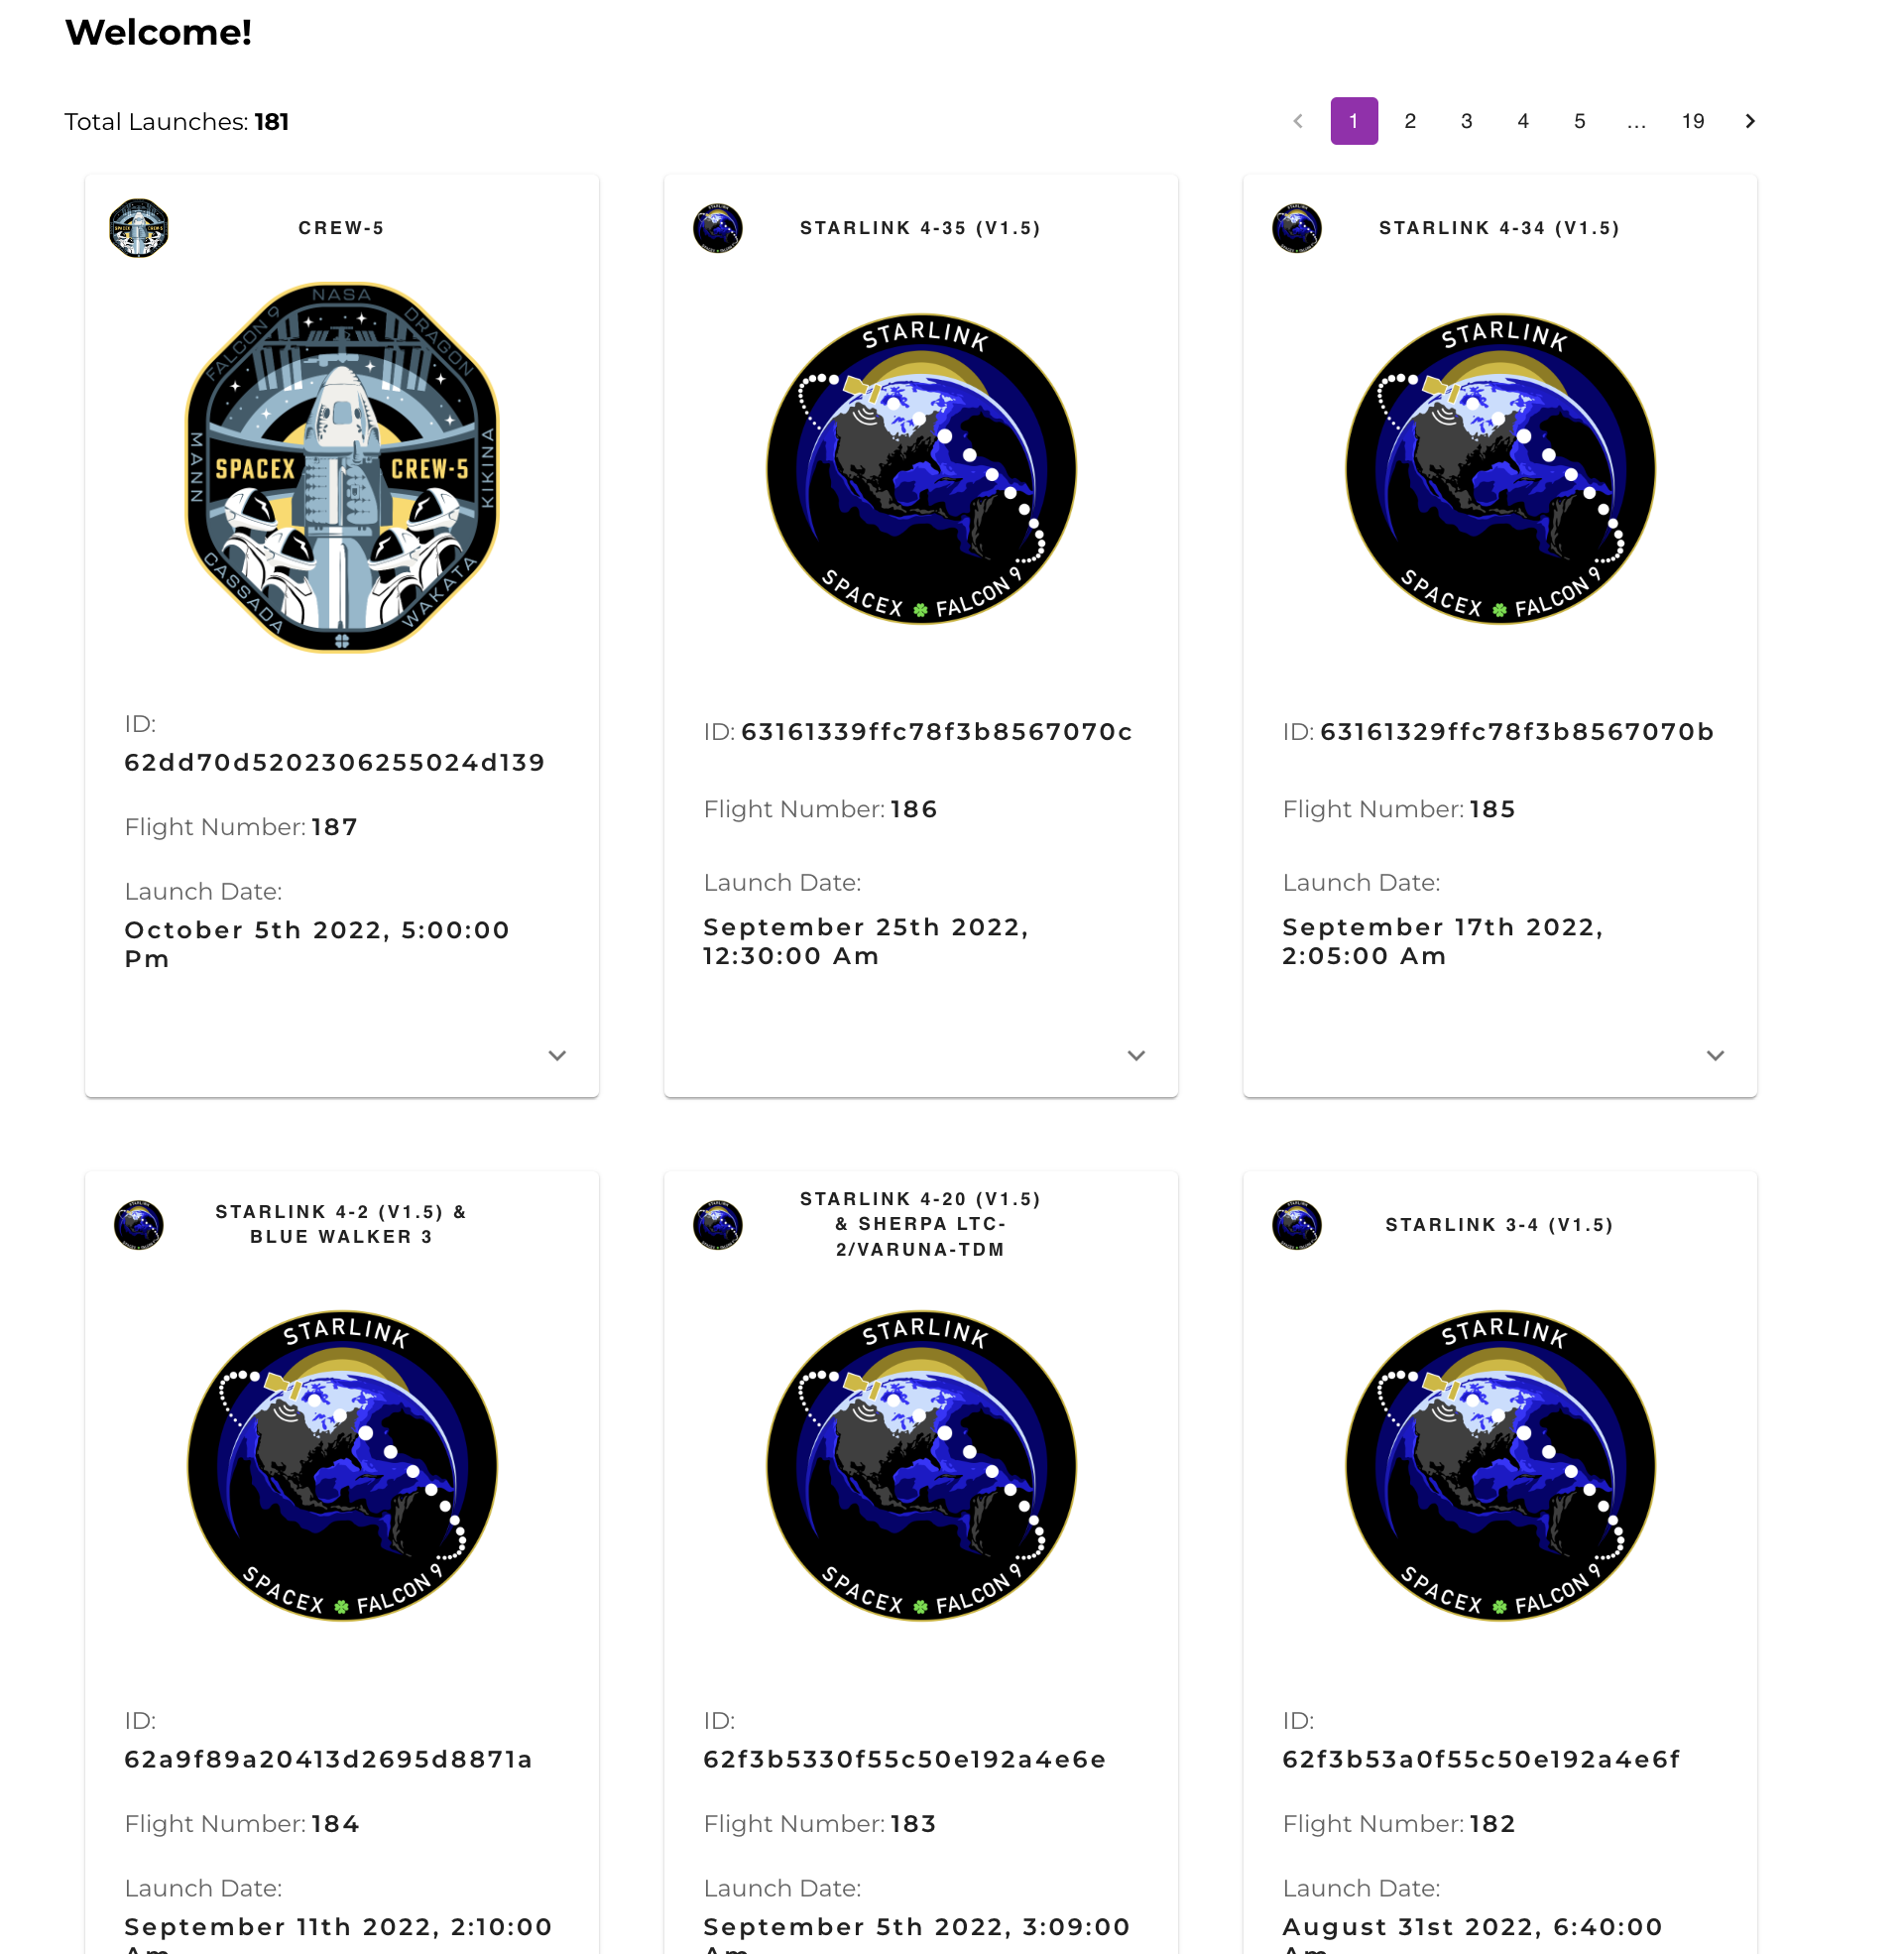 Welcome!
Total Launches: 181
1 2 3 4 5 ... 19
CREW-5
NASA
FALCON 9
DRAGON
MANN
SPACEX CREW-5
KIKINA
CASSADA
WAKATA
ID:
62dd70d5202306255024d139
Flight Number: 187
Launch Date:
October 5th 2022, 5:00:00
Pm
STARLINK 4-35 (V1.5)
STARLINK
SPACEX FALCON 9
ID: 63161339ffc78f3b8567070c
Flight Number: 186
Launch Date:
September 25th 2022,
12:30:00 Am
STARLINK 4-34 (V1.5)
STARLINK
SPACEX FALCON 9
ID: 63161329ffc78f3b8567070b
Flight Number: 185
Launch Date:
September 17th 2022,
2:05:00 Am
STARLINK 4-2 (V1.5) &
BLUE WALKER 3
STARLINK
SPACEX FALCON 9
ID:
62a9f89a20413d2695d8871a
Flight Number: 184
Launch Date:
September 11th 2022, 2:10:00
Am
STARLINK 4-20 (V1.5)
& SHERPA LTC-
2/VARUNA-TDM
STARLINK
SPACEX FALCON 9
ID:
62f3b5330f55c50e192a4e6e
Flight Number: 183
Launch Date:
September 5th 2022, 3:09:00
Am
STARLINK 3-4 (V1.5)
STARLINK
SPACEX FALCON 9
ID:
62f3b53a0f55c50e192a4e6f
Flight Number: 182
Launch Date:
August 31st 2022, 6:40:00
Am